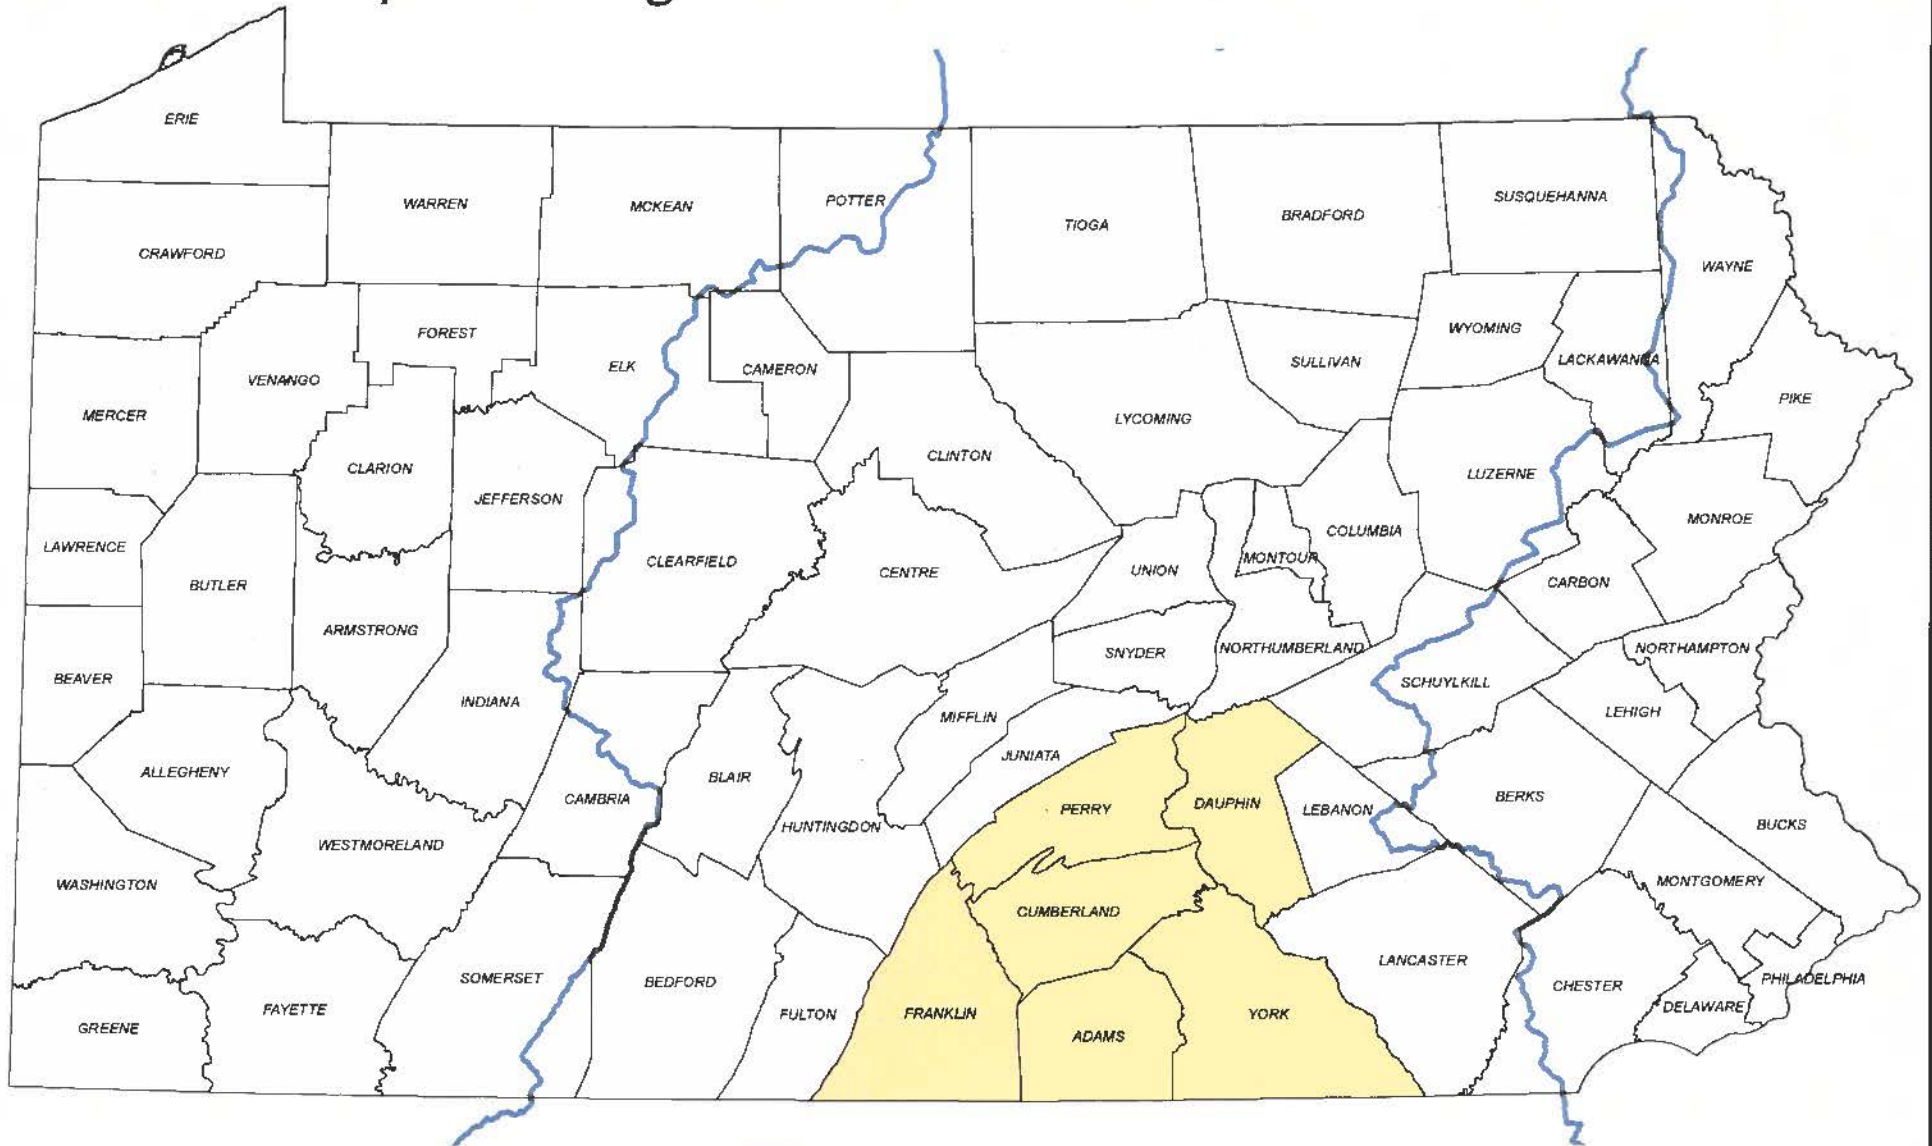 ERIE
WARREN
MCKEAN
POTTER
TIOGA
BRADFORD
SUSQUEHANNA
WAYNE
CRAWFORD
FOREST
ELK
CAMERON
SULLIVAN
WYOMING
LACKAWANNA
PIKE
VENANGO
MERCER
CLARION
JEFFERSON
CLINTON
LYCOMING
LUZERNE
MONROE
LAWRENCE
BUTLER
ARMSTRONG
CLEARFIELD
CENTRE
UNION
MONTOUR
COLUMBIA
CARBON
BEAVER
INDIANA
SNYDER
NORTHUMBERLAND
SCHUYLKILL
NORTHAMPTON
LEHIGH
MIFFLIN
JUNIATA
ALLEGHENY
CAMBRIA
BLAIR
HUNTINGDON
PERRY
DAUPHIN
LEBANON
BERKS
BUCKS
WESTMORELAND
WASHINGTON
CUMBERLAND
MONTGOMERY
SOMERSET
BEDFORD
LANCASTER
CHESTER
PHILADELPHIA
GREENE
FAYETTE
FULTON
FRANKLIN
ADAMS
YORK
DELAWARE